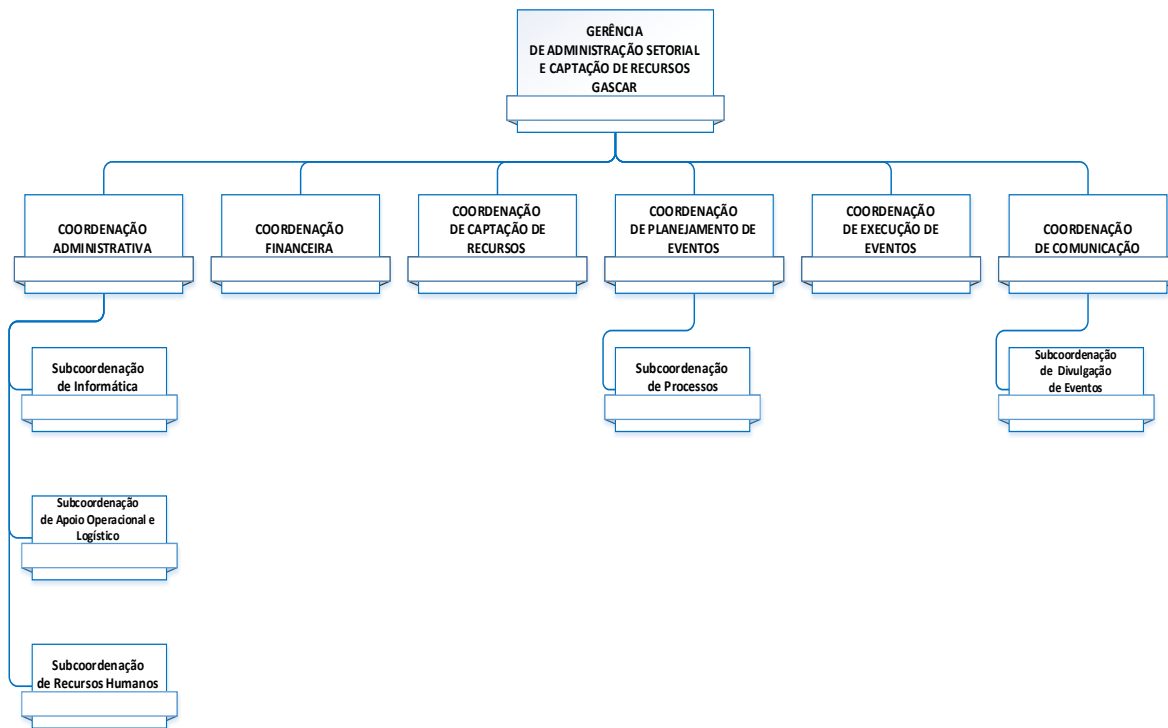 GERÊNCIA
DE ADMINISTRAÇÃO SETORIAL
E CAPTAÇÃO DE RECURSOS
GASCAR
COORDENAÇÃO
ADMINISTRATIVA
COORDENAÇÃO
FINANCEIRA
COORDENAÇÃO
DE CAPTAÇÃO DE
RECURSOS
COORDENAÇÃO
DE PLANEJAMENTO DE
EVENTOS
COORDENAÇÃO
DE EXECUÇÃO DE
EVENTOS
COORDENAÇÃO
DE COMUNICAÇÃO
Subcoordenação
de Informática
Subcoordenação
de Processos
Subcoordenação
de Divulgação
de Eventos
Subcoordenação
de Apoio Operacional e
Logístico
Subcoordenação
de Recursos Humanos